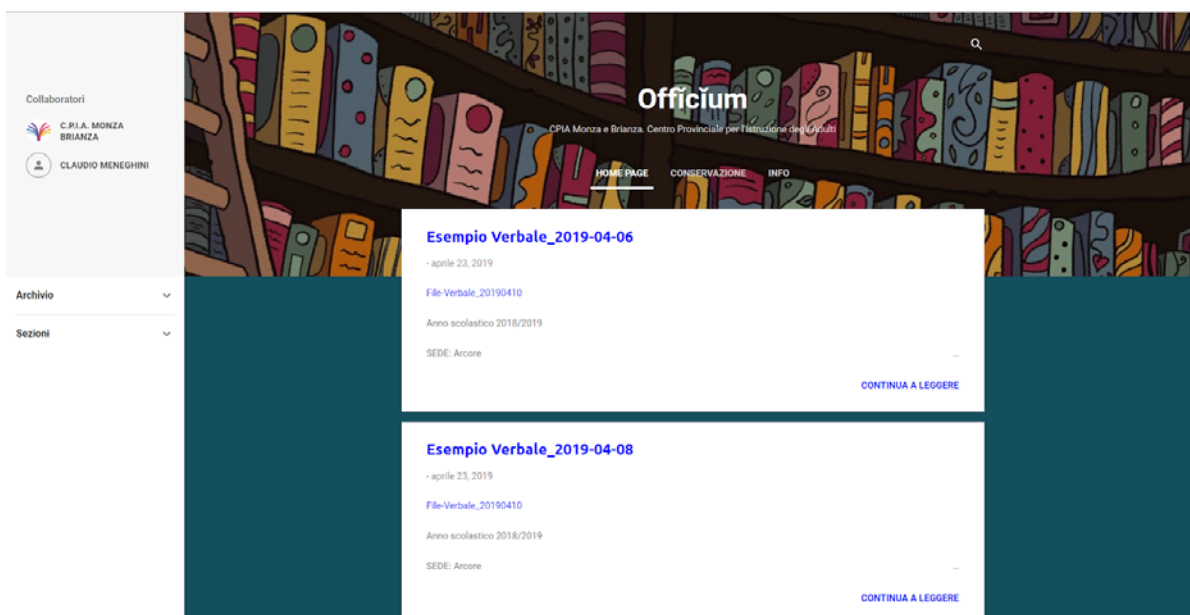 Collaboratori
C.P.I.A. MONZA
BRIANZA
CLAUDIO MENEGHINI
Archivio
Sezioni
Officĭum
CPIA Monza e Brianza. Centro Provinciale per l'Istruzione degli Adulti
HOME PAGE CONSERVAZIONE INFO
Esempio Verbale_2019-04-06
- aprile 23, 2019
File-Verbale_20190410
Anno scolastico 2018/2019
SEDE: Arcore ...
CONTINUA A LEGGERE
Esempio Verbale_2019-04-08
- aprile 23, 2019
File-Verbale_20190410
Anno scolastico 2018/2019
SEDE: Arcore ...
CONTINUA A LEGGERE